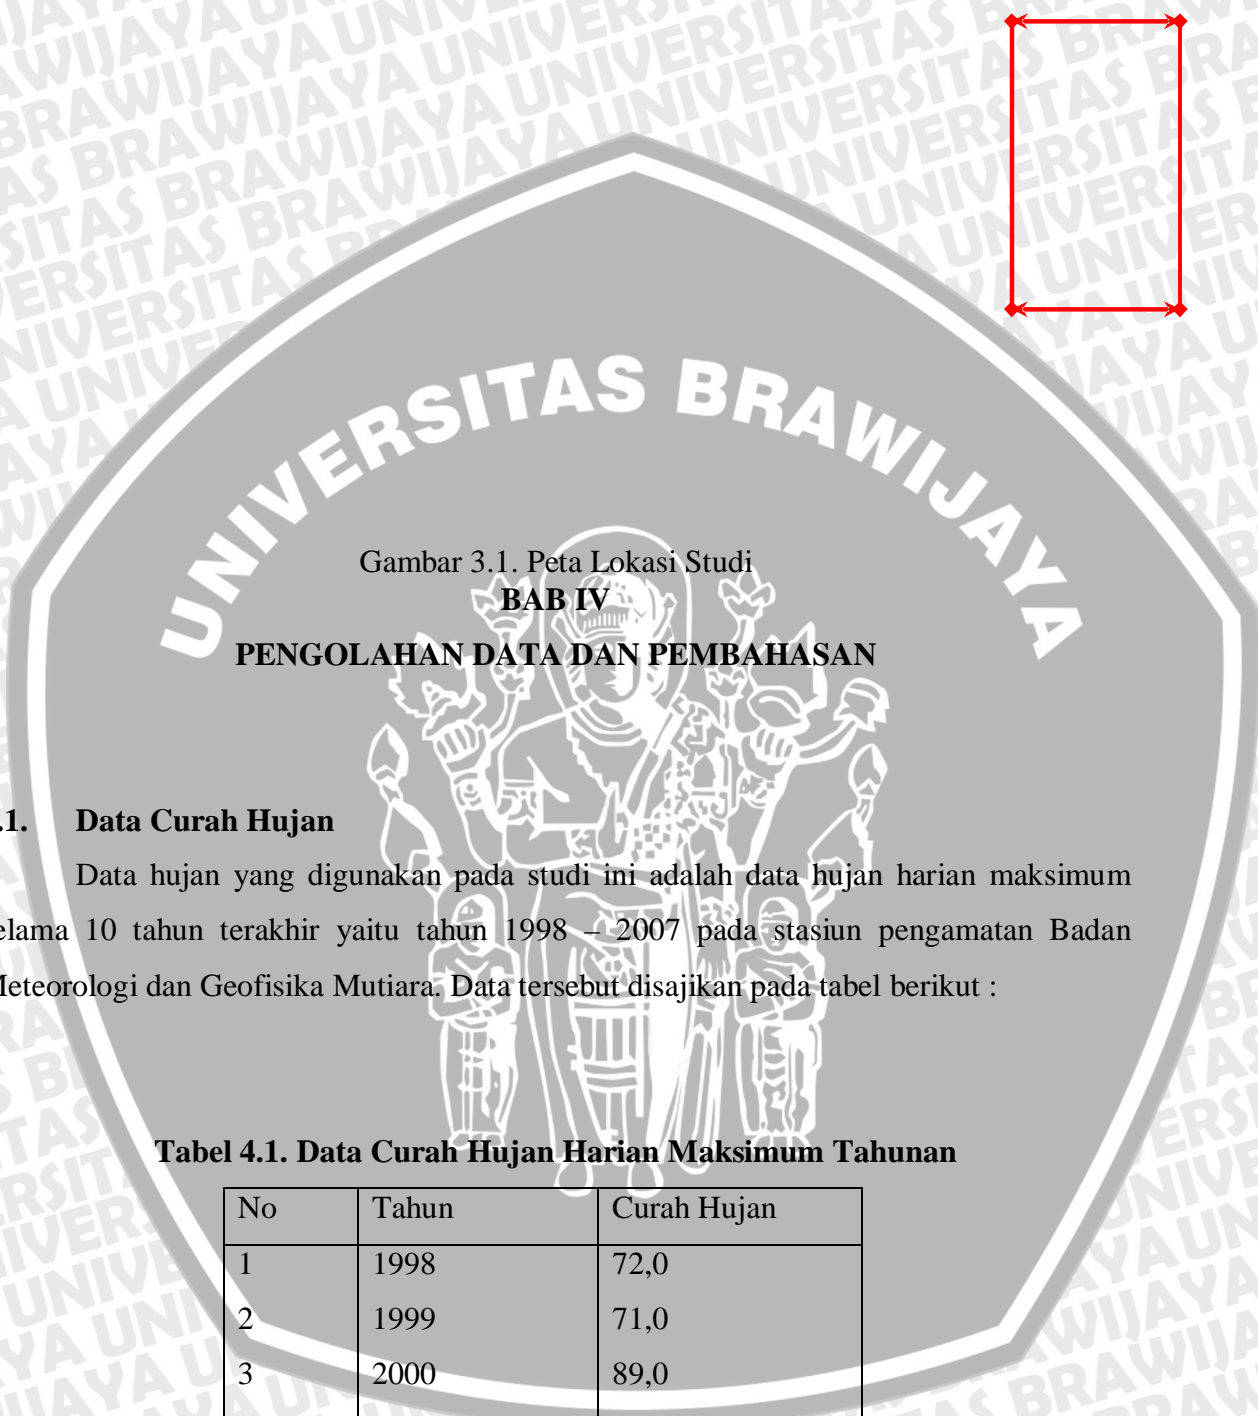 UNIVERSITAS BRAWIJAYA
Gambar 3.1. Peta Lokasi Studi
BAB IV
PENGOLAHAN DATA DAN PEMBAHASAN
.1. Data Curah Hujan
Data hujan yang digunakan pada studi ini adalah data hujan harian maksimum
elama 10 tahun terakhir yaitu tahun 1998 – 2007 pada stasiun pengamatan Badan
Meteorologi dan Geofisika Mutiara. Data tersebut disajikan pada tabel berikut :
Tabel 4.1. Data Curah Hujan Harian Maksimum Tahunan
No Tahun Curah Hujan
1 1998 72,0
2 1999 71,0
3 2000 89,0